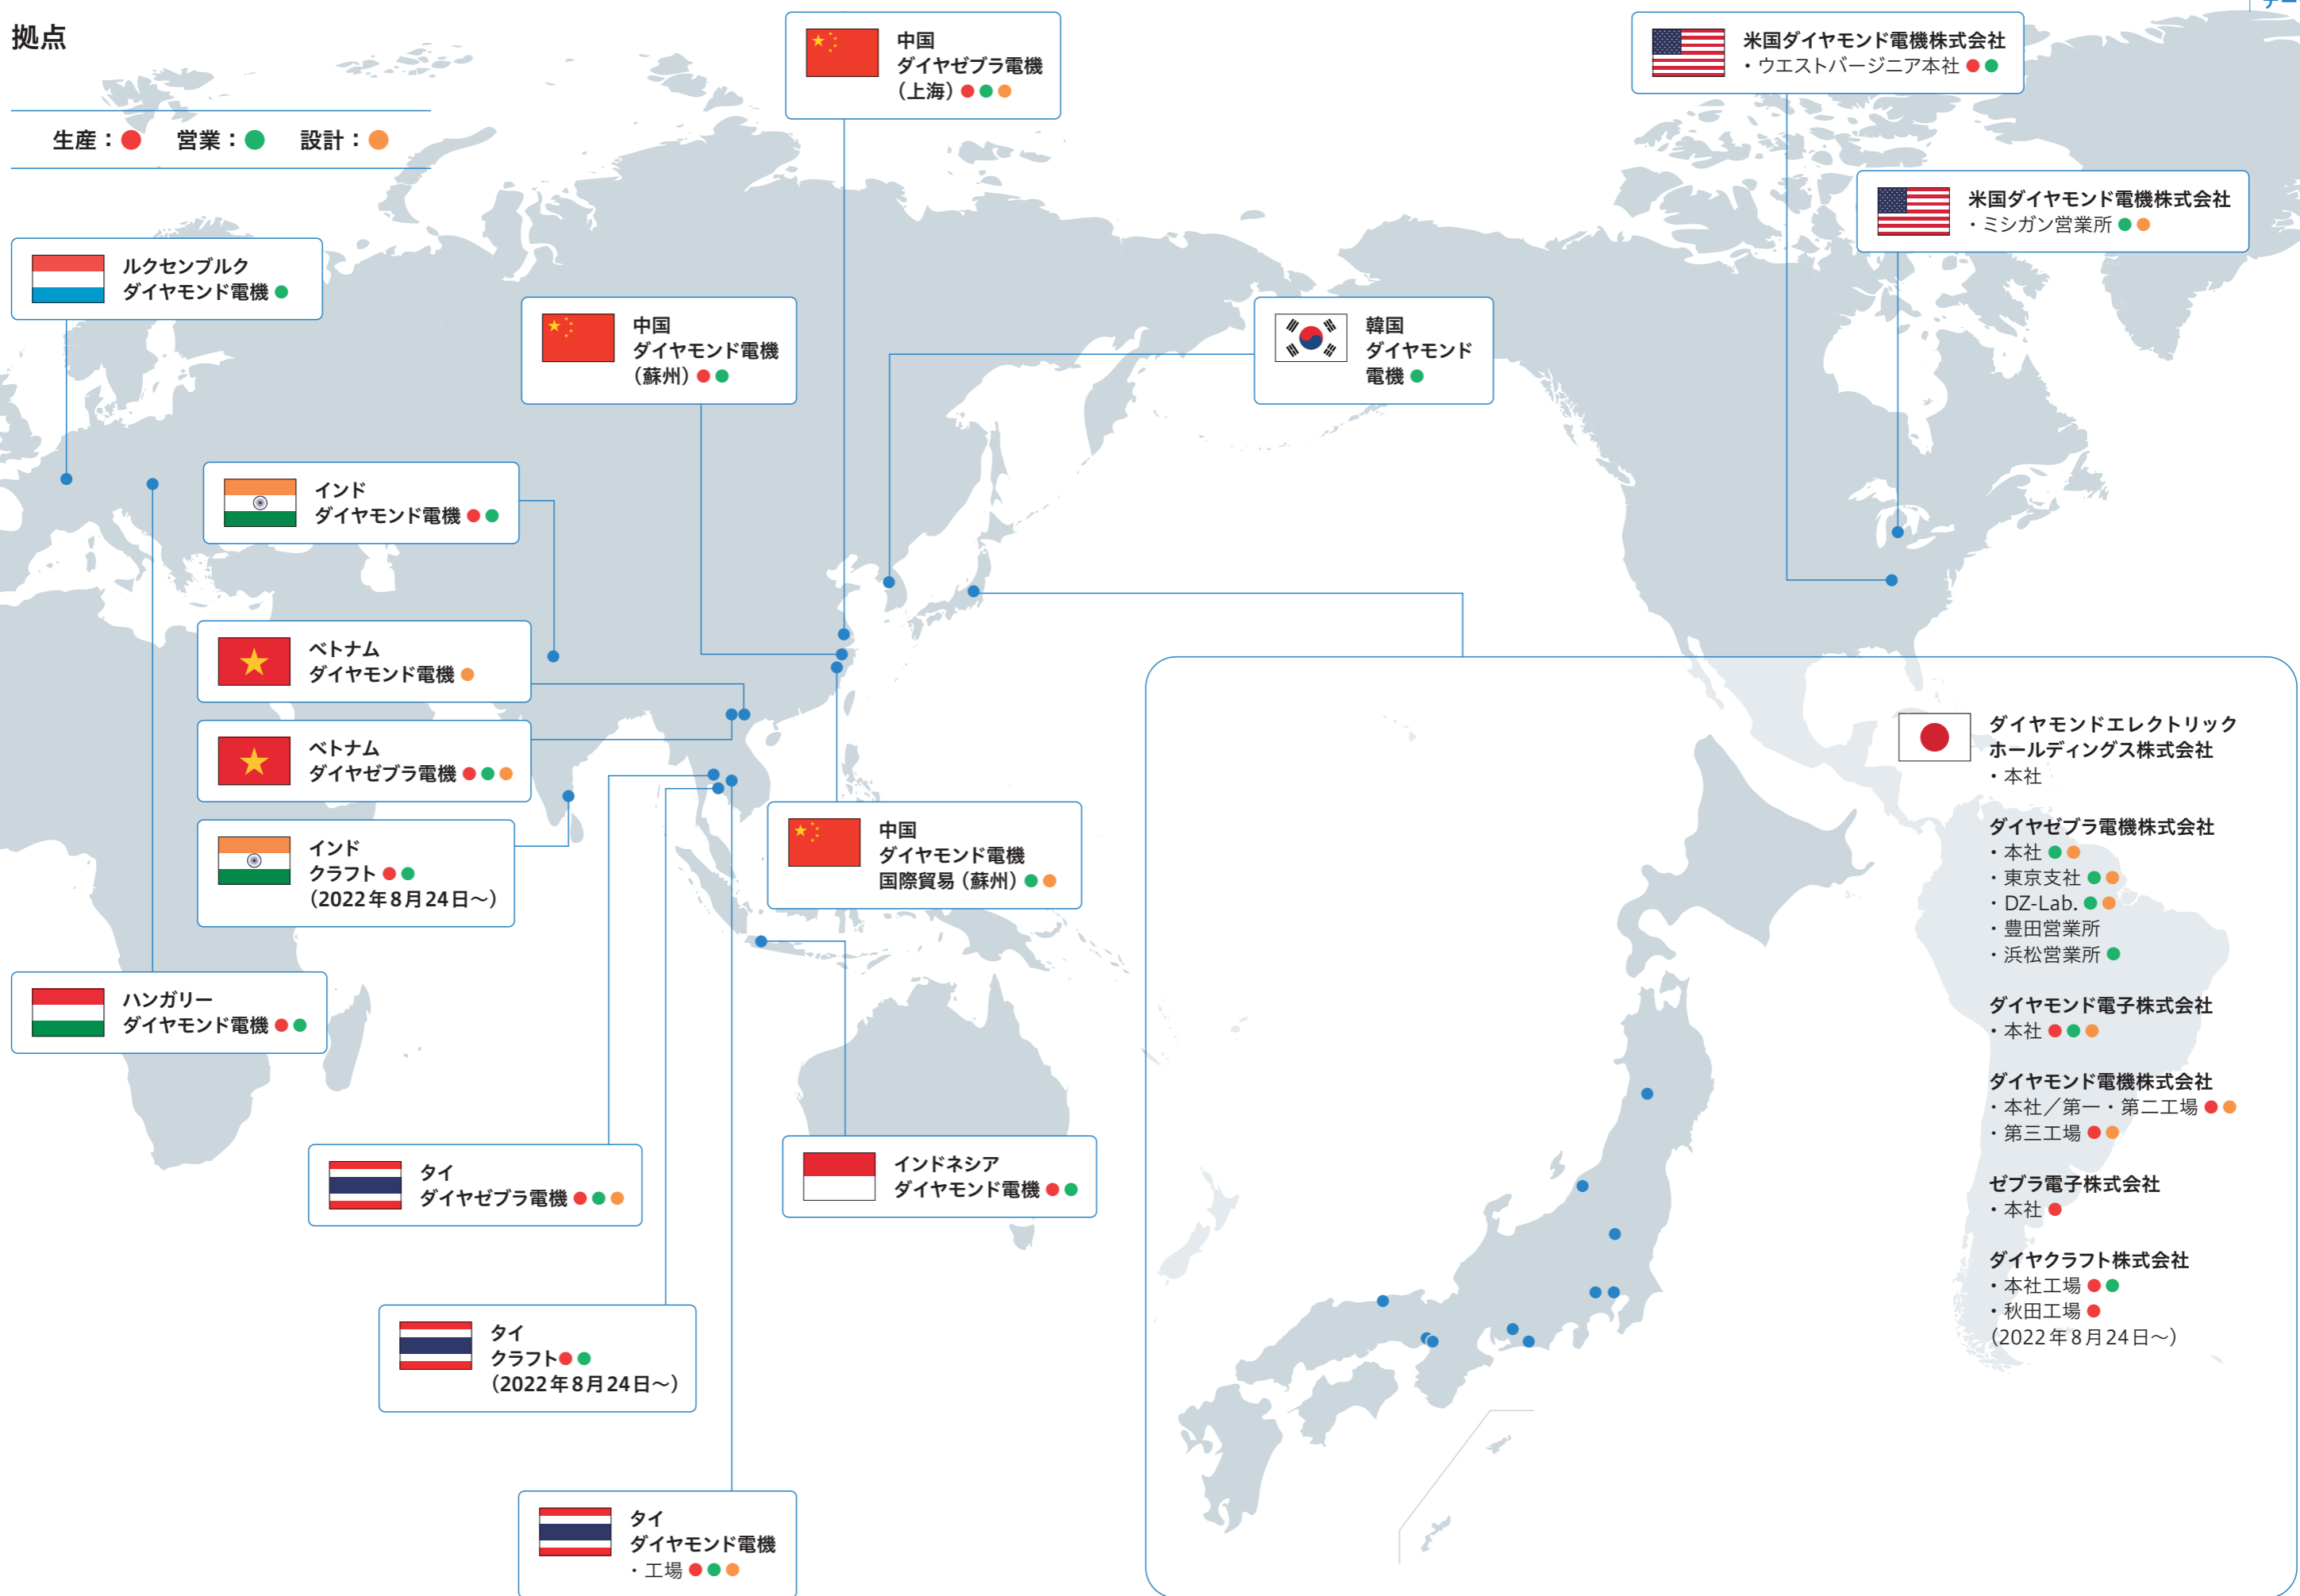 拠点
生産：● 営業：● 設計：●
中国
ダイヤゼブラ電機
（上海）●●●
米国ダイヤモンド電機株式会社
・ウエストバージニア本社 ●●
米国ダイヤモンド電機株式会社
・ミシガン営業所 ●●
ルクセンブルク
ダイヤモンド電機 ●
中国
ダイヤモンド電機
（蘇州）●●
韓国
ダイヤモンド
電機 ●
インド
ダイヤモンド電機 ●●
ベトナム
ダイヤモンド電機 ●
ベトナム
ダイヤゼブラ電機 ●●●
インド
クラフト ●●
（2022年8月24日～）
中国
ダイヤモンド電機
国際貿易（蘇州）●●
ハンガリー
ダイヤモンド電機 ●●
タイ
ダイヤゼブラ電機 ●●●
インドネシア
ダイヤモンド電機 ●●
タイ
クラフト●●
（2022年8月24日～）
タイ
ダイヤモンド電機
・工場 ●●●
ダイヤモンドエレクトリック
ホールディングス株式会社
・本社
ダイヤゼブラ電機株式会社
・本社 ●●
・東京支社 ●●
・DZ-Lab. ●●
・豊田営業所
・浜松営業所 ●
ダイヤモンド電子株式会社
・本社 ●●●
ダイヤモンド電機株式会社
・本社／第一・第二工場 ●●
・第三工場 ●●
ゼブラ電子株式会社
・本社 ●
ダイヤクラフト株式会社
・本社工場 ●●
・秋田工場 ●
（2022年8月24日～）